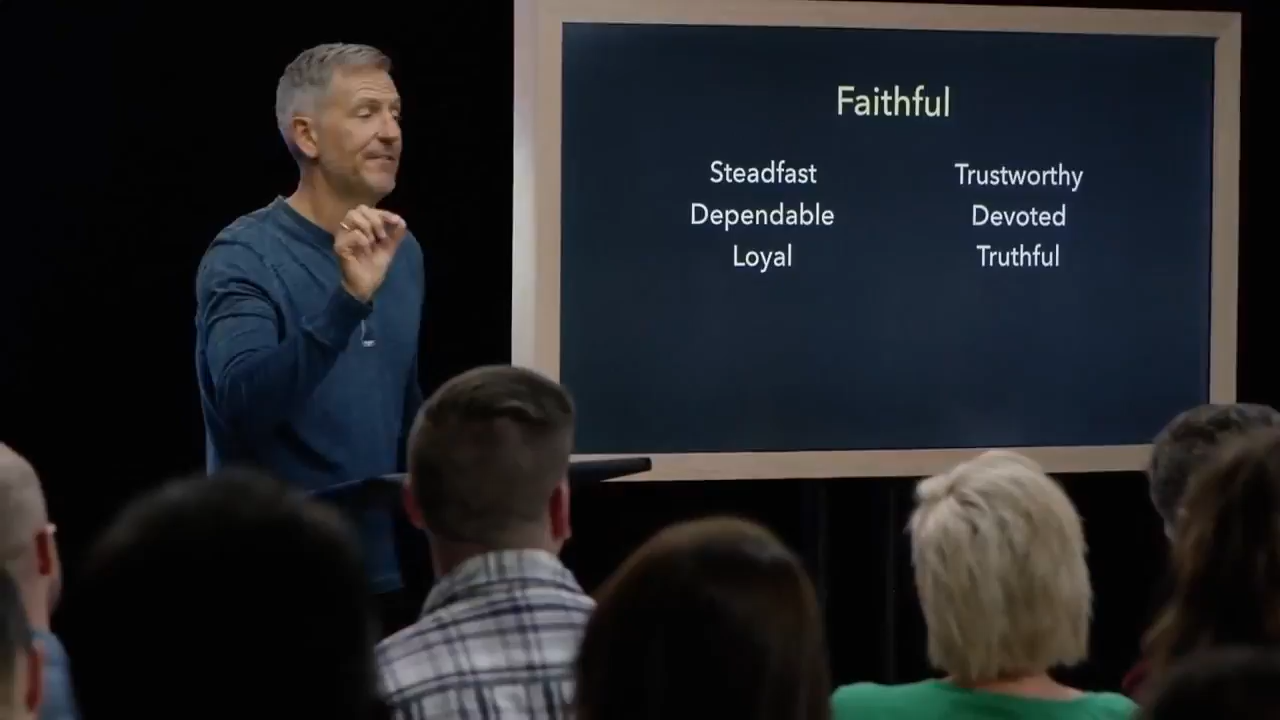 Faithful
Steadfast
Dependable
Loyal
Trustworthy
Devoted
Truthful